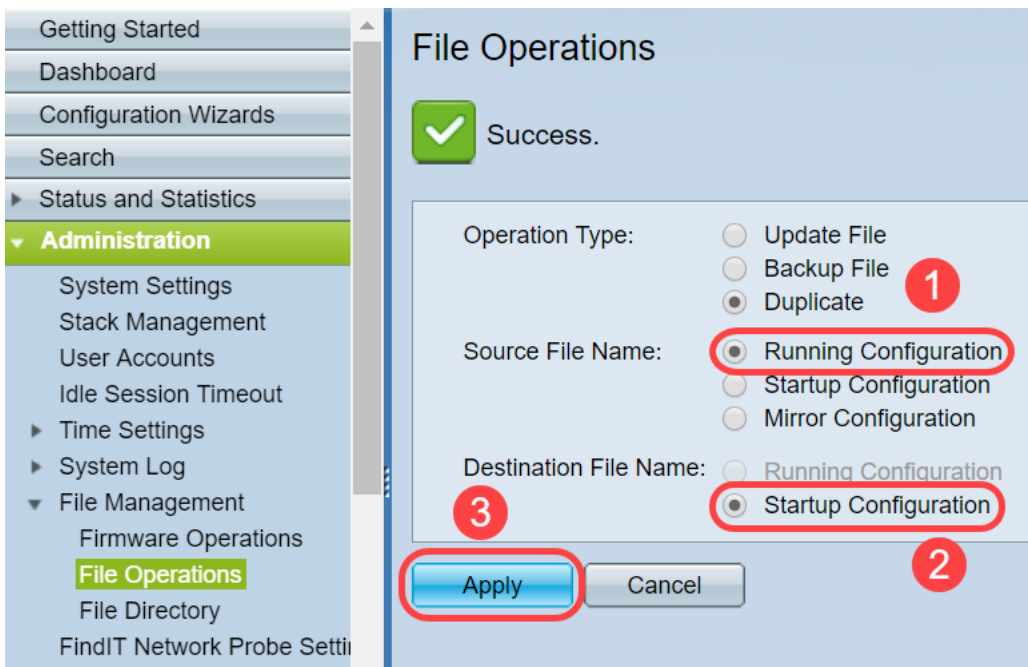 Getting Started
Dashboard
Configuration Wizards
Search
Status and Statistics
Administration
System Settings
Stack Management
User Accounts
Idle Session Timeout
Time Settings
System Log
File Management
Firmware Operations
File Operations
File Directory
FindIT Network Probe Settin
File Operations
Success.
Operation Type:
Update File
Backup File
Duplicate
1
Source File Name:
Running Configuration
Startup Configuration
Mirror Configuration
Destination File Name:
Running Configuration
Startup Configuration
2
3
Apply
Cancel